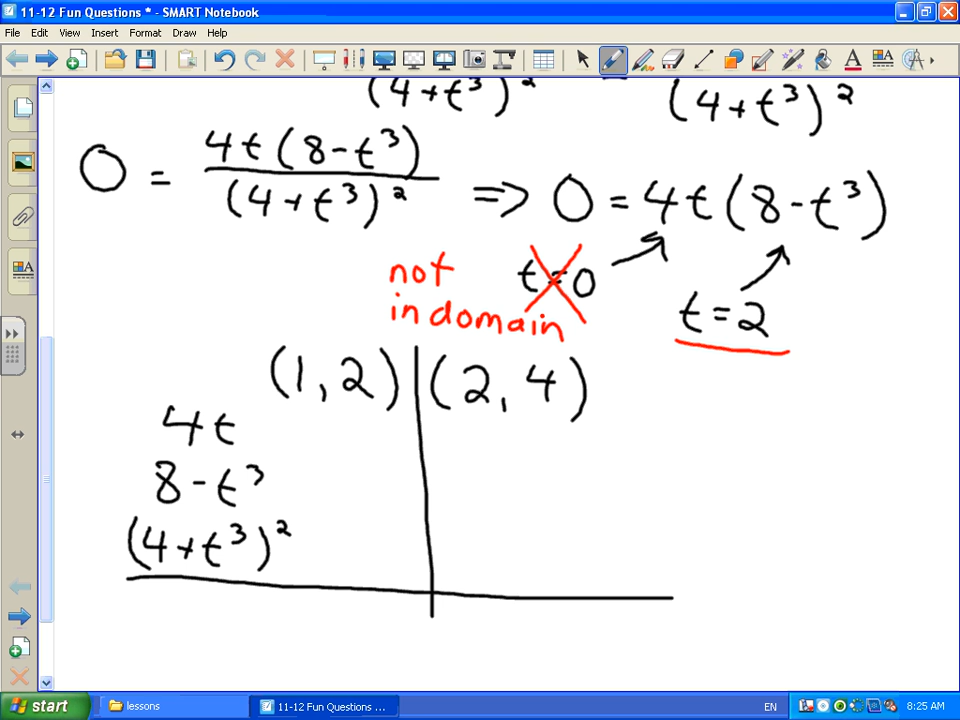 11-12 Fun Questions * - SMART Notebook
File Edit View Insert Format Draw Help
(4+t³)² (4+t³)²
0 = 4t(8-t³) / (4+t³)² => 0 = 4t(8-t³)
not t=0
in domain t=2
(1,2) (2,4)
4t
8-t³
(4+t³)²
start lessons 11-12 Fun Questions ... EN 8:25 AM